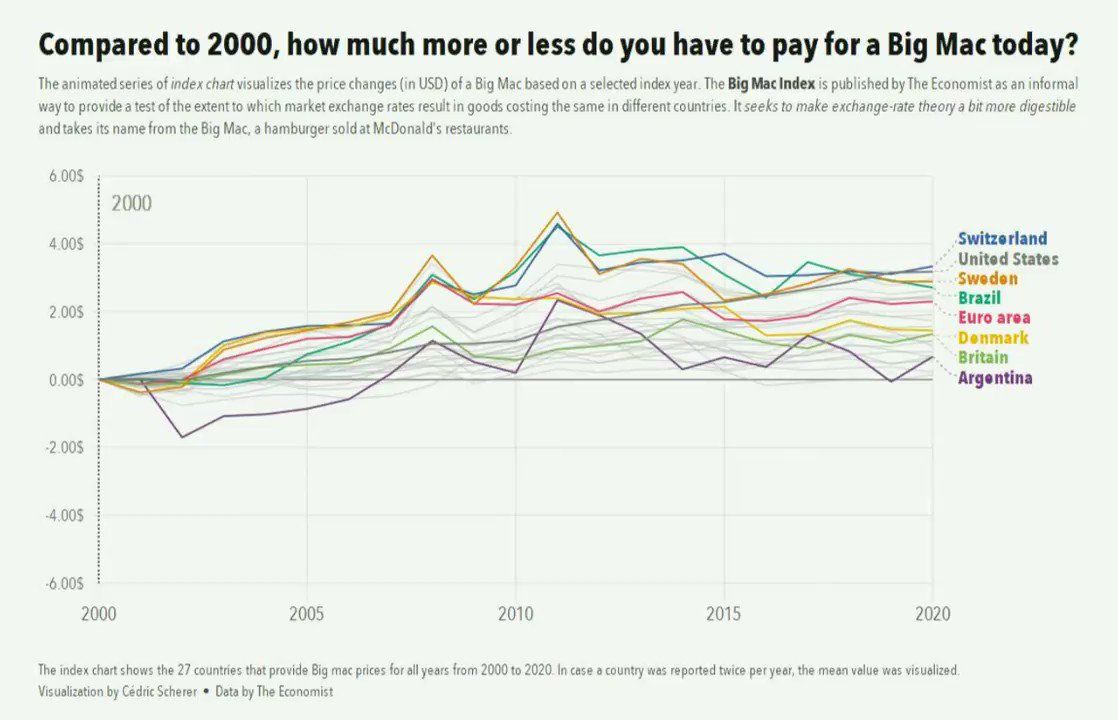 Compared to 2000, how much more or less do you have to pay for a Big Mac today?
The animated series of index chart visualizes the price changes (in USD) of a Big Mac based on a selected index year. The Big Mac Index is published by The Economist as an informal
way to provide a test of the extent to which market exchange rates result in goods costing the same in different countries. It seeks to make exchange-rate theory a bit more digestible
and takes its name from the Big Mac, a hamburger sold at McDonald's restaurants.
6.00$
2000
4.00$
Switzerland
United States
Sweden
Brazil
2.00$
Euro area
Denmark
Britain
0.00$
Argentina
-2.00$
-4.00$
-6.00$
2000 2005 2010 2015 2020
The index chart shows the 27 countries that provide Big mac prices for all years from 2000 to 2020. In case a country was reported twice per year, the mean value was visualized.
Visualization by Cédric Scherer • Data by The Economist